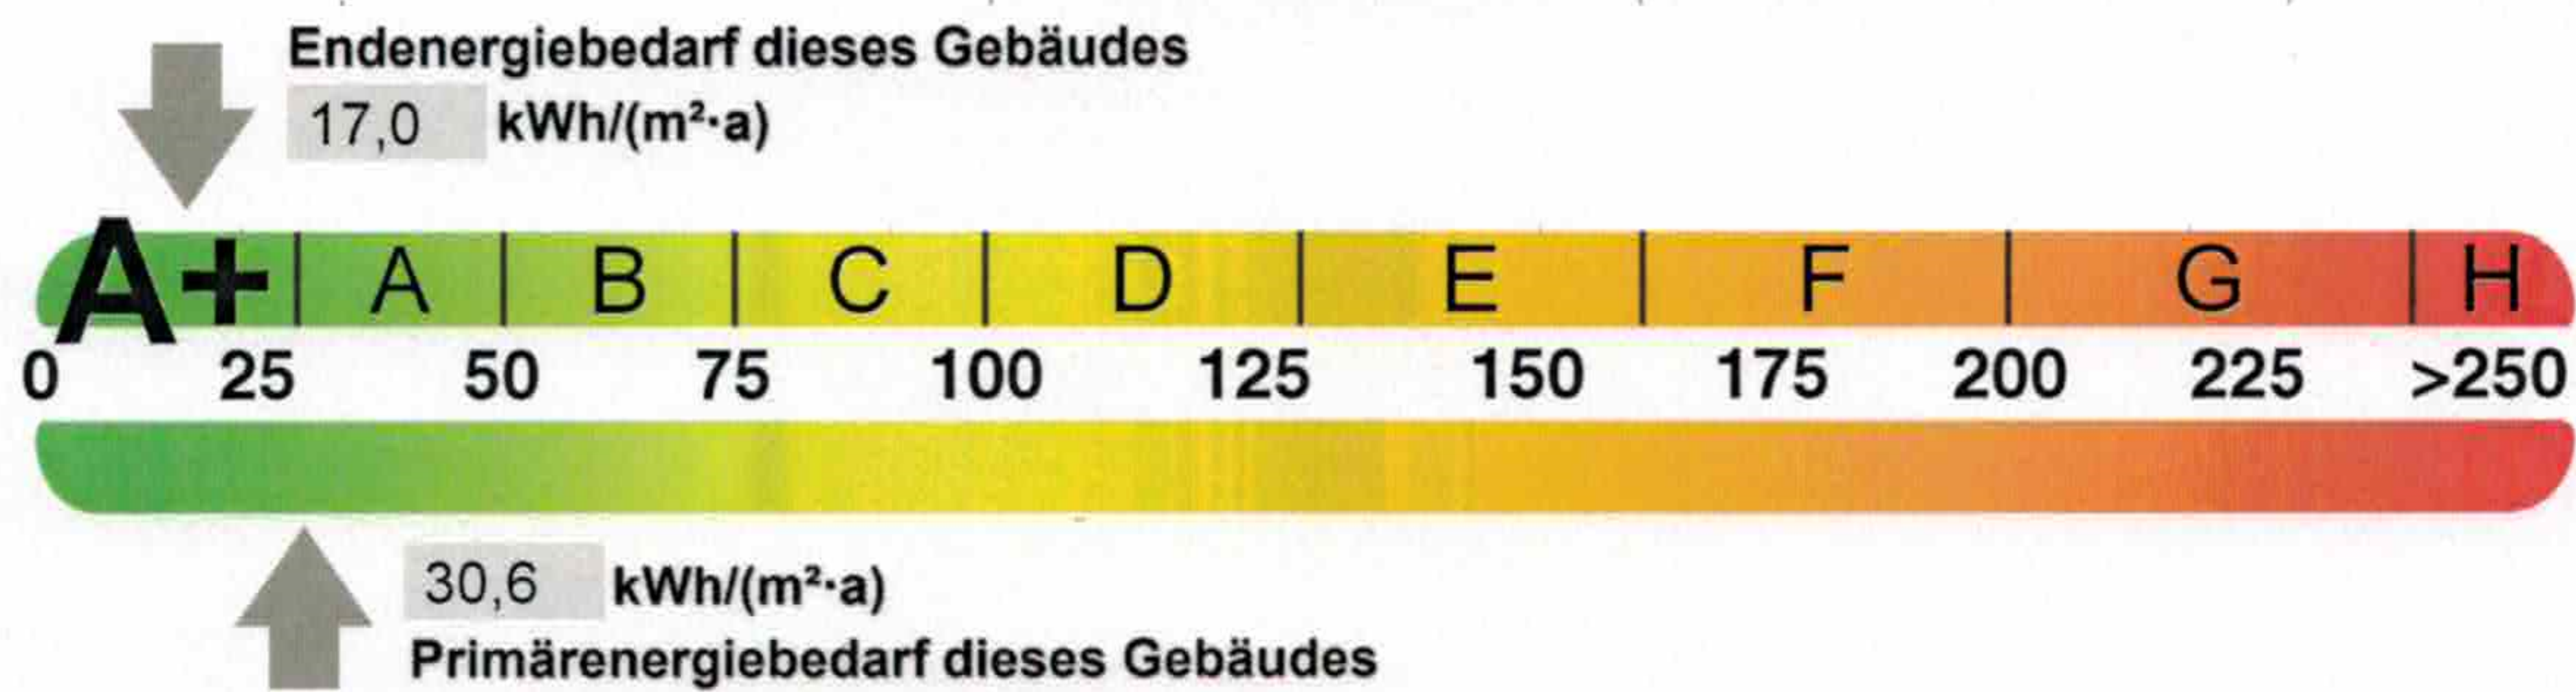 Endenergiebedarf dieses Gebäudes
17,0 kWh/(m²·a)
A+ A B C D E F G H
0 25 50 75 100 125 150 175 200 225 >250
30,6 kWh/(m²·a)
Primärenergiebedarf dieses Gebäudes